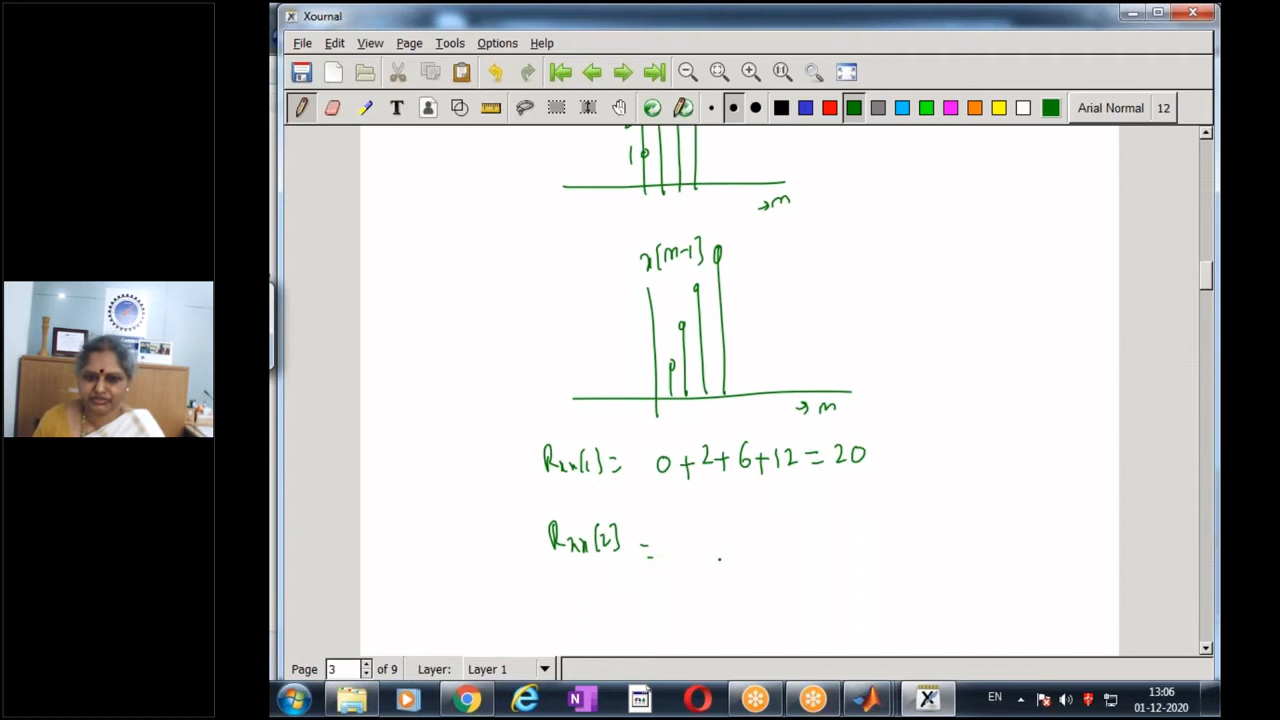 Xournal
File Edit View Page Tools Options Help
Arial Normal 12
1
→ n
x[n-1]
→ n
Rxx[1] = 0+2+6+12 = 20
Rxx[2] =
Page 3 of 9 Layer: Layer 1
EN 13:06
01-12-2020